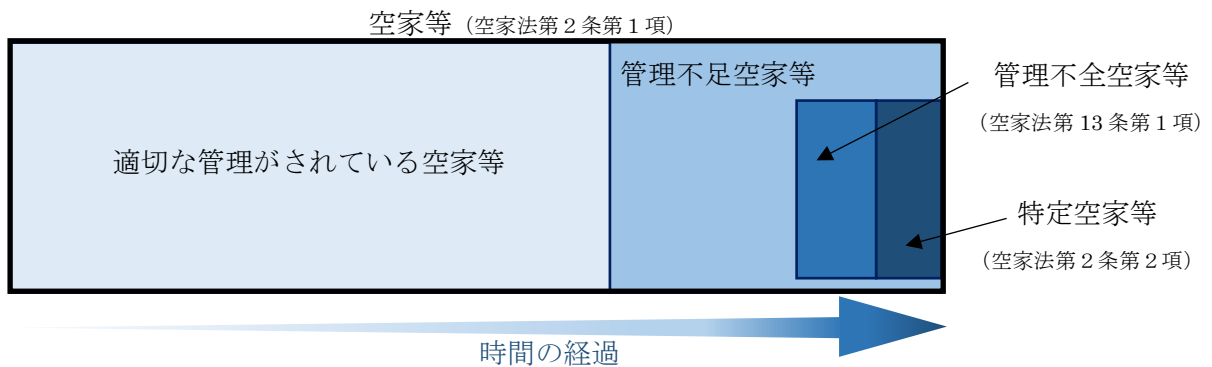 空家等（空家法第２条第１項）
管理不足空家等
管理不全空家等
（空家法第 13 条第１項）
適切な管理がされている空家等
特定空家等
（空家法第２条第２項）
時間の経過